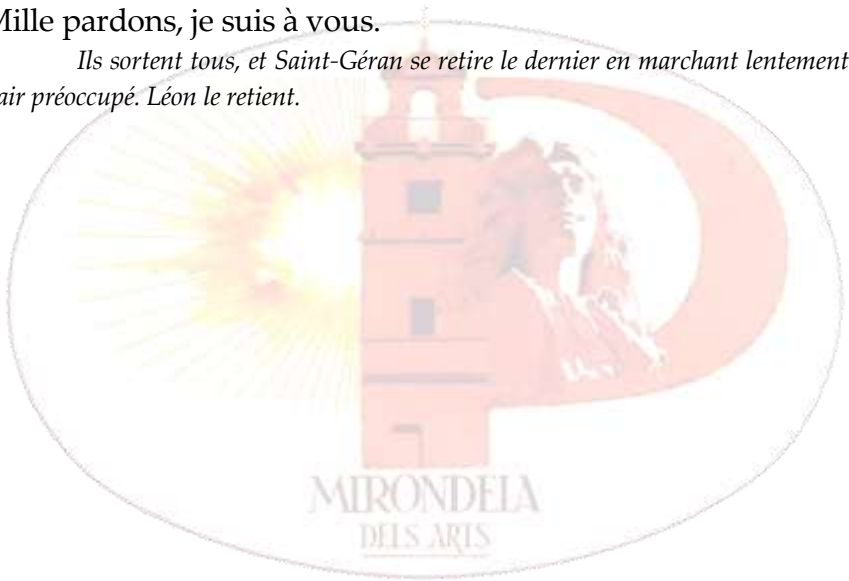 Mille pardons, je suis à vous.
Ils sortent tous, et Saint-Géran se retire le dernier en marchant lentement
air préoccupé. Léon le retient.
MIRONDELA
DELS ARTS